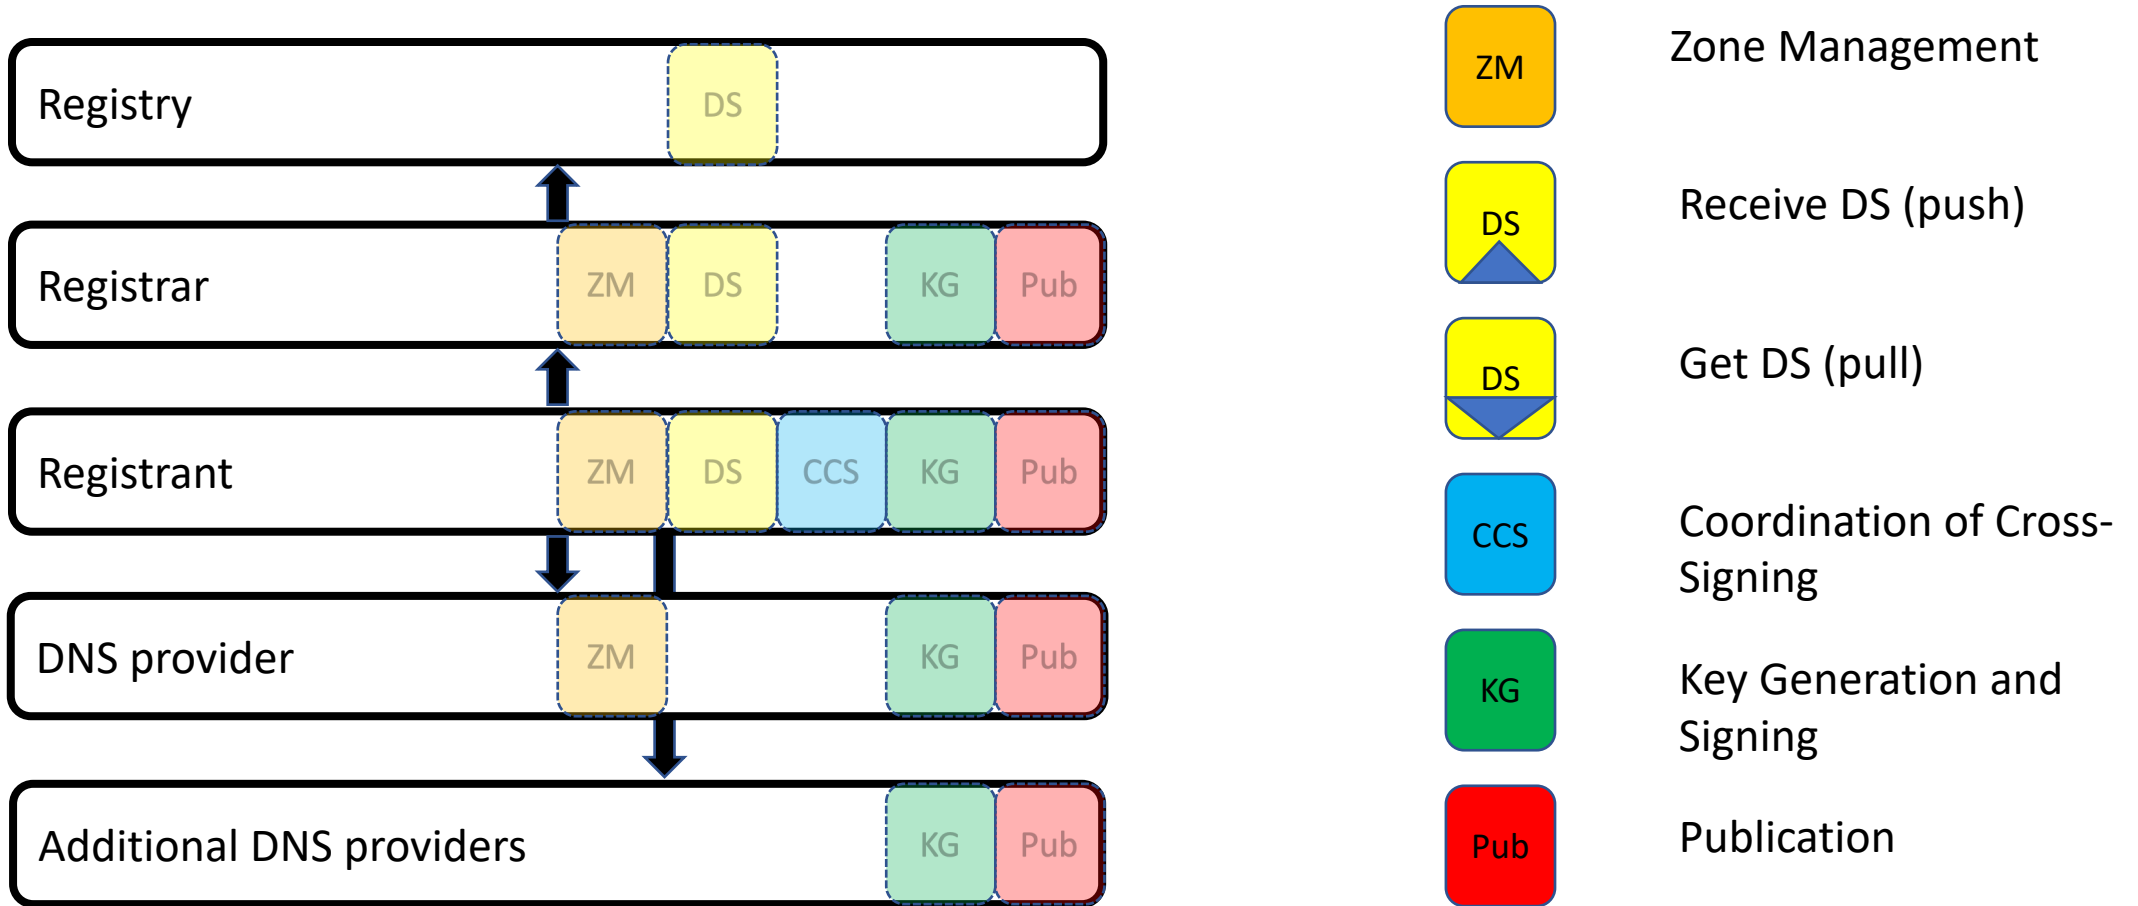 Registry
DS
Registrar
ZM DS KG Pub
Registrant
ZM DS CCS KG Pub
DNS provider
ZM KG Pub
Additional DNS providers
KG Pub
ZM
Zone Management
DS
Receive DS (push)
DS
Get DS (pull)
CCS
Coordination of Cross-
Signing
KG
Key Generation and
Signing
Pub
Publication